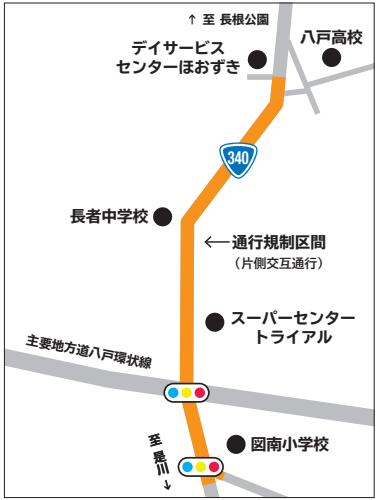 ↑ 至 長根公園
八戸高校
デイサービス
センターほおずき
340
長者中学校
←通行規制区間
（片側交互通行）
スーパーセンター
トライアル
主要地方道八戸環状線
図南小学校
至 是川 →